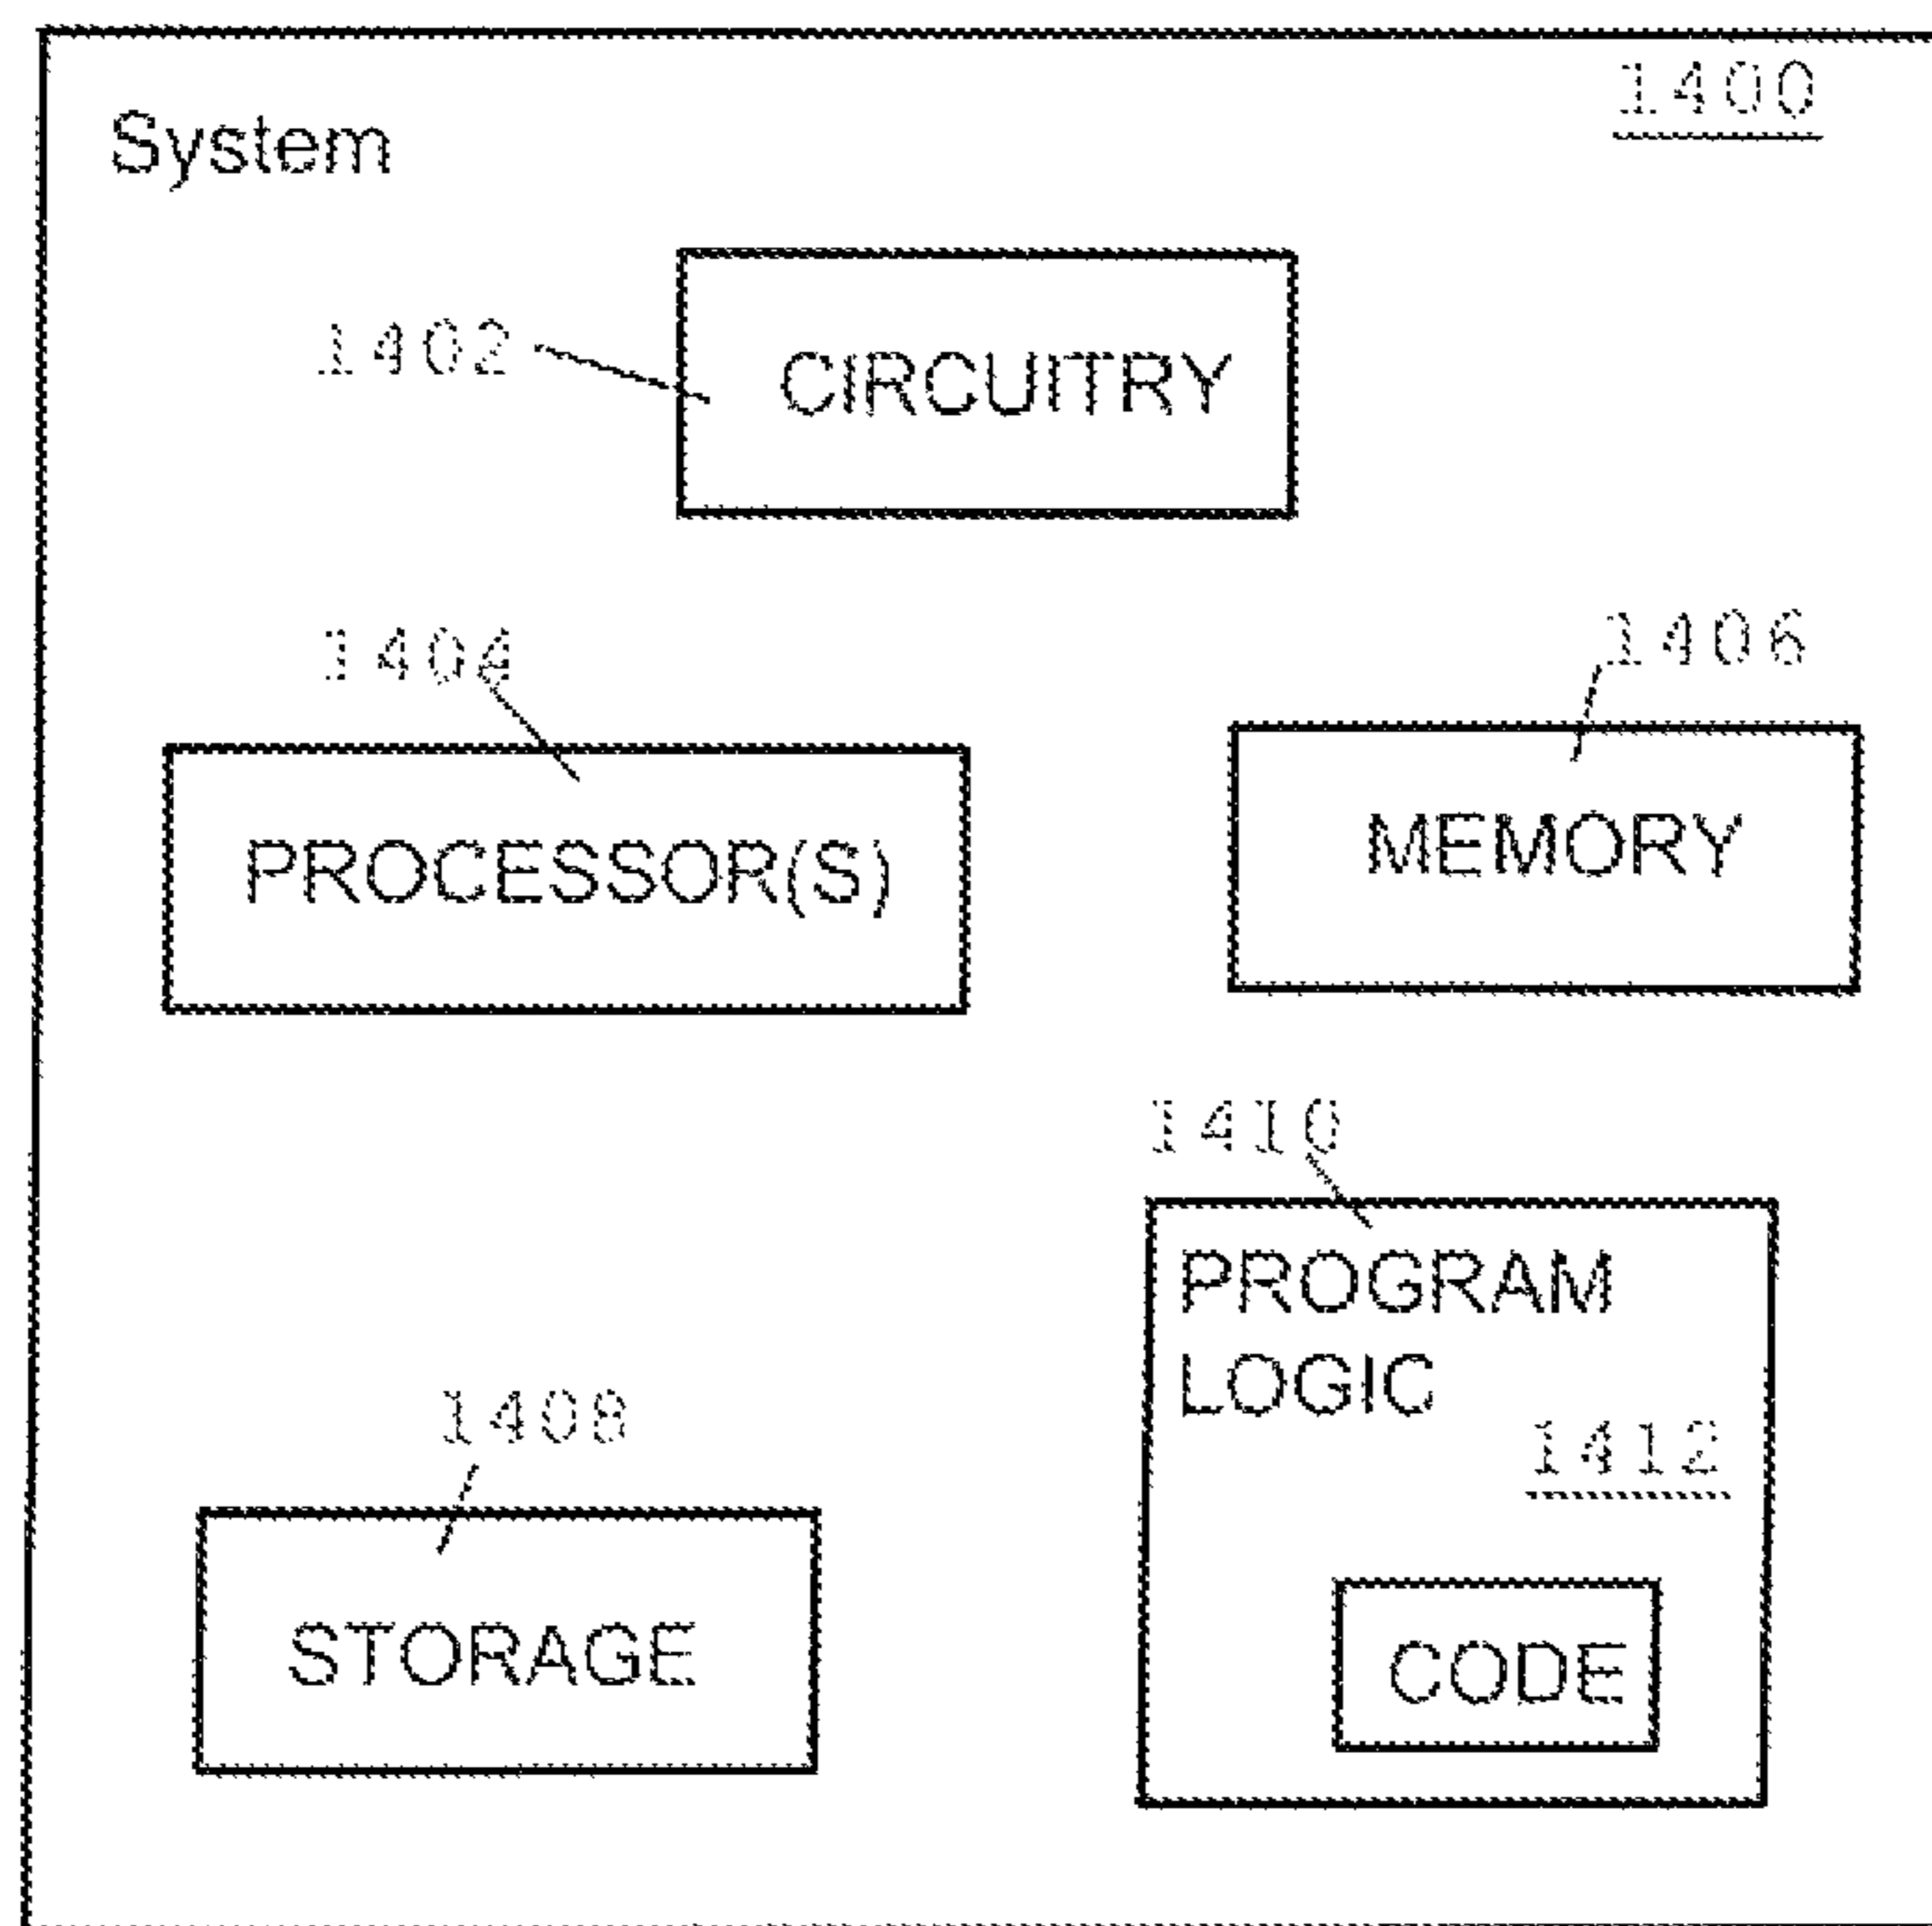 1400
System
1402
CIRCUITRY
1404
1406
PROCESSOR(S)
MEMORY
1410
PROGRAM
LOGIC
1408
1412
STORAGE
CODE